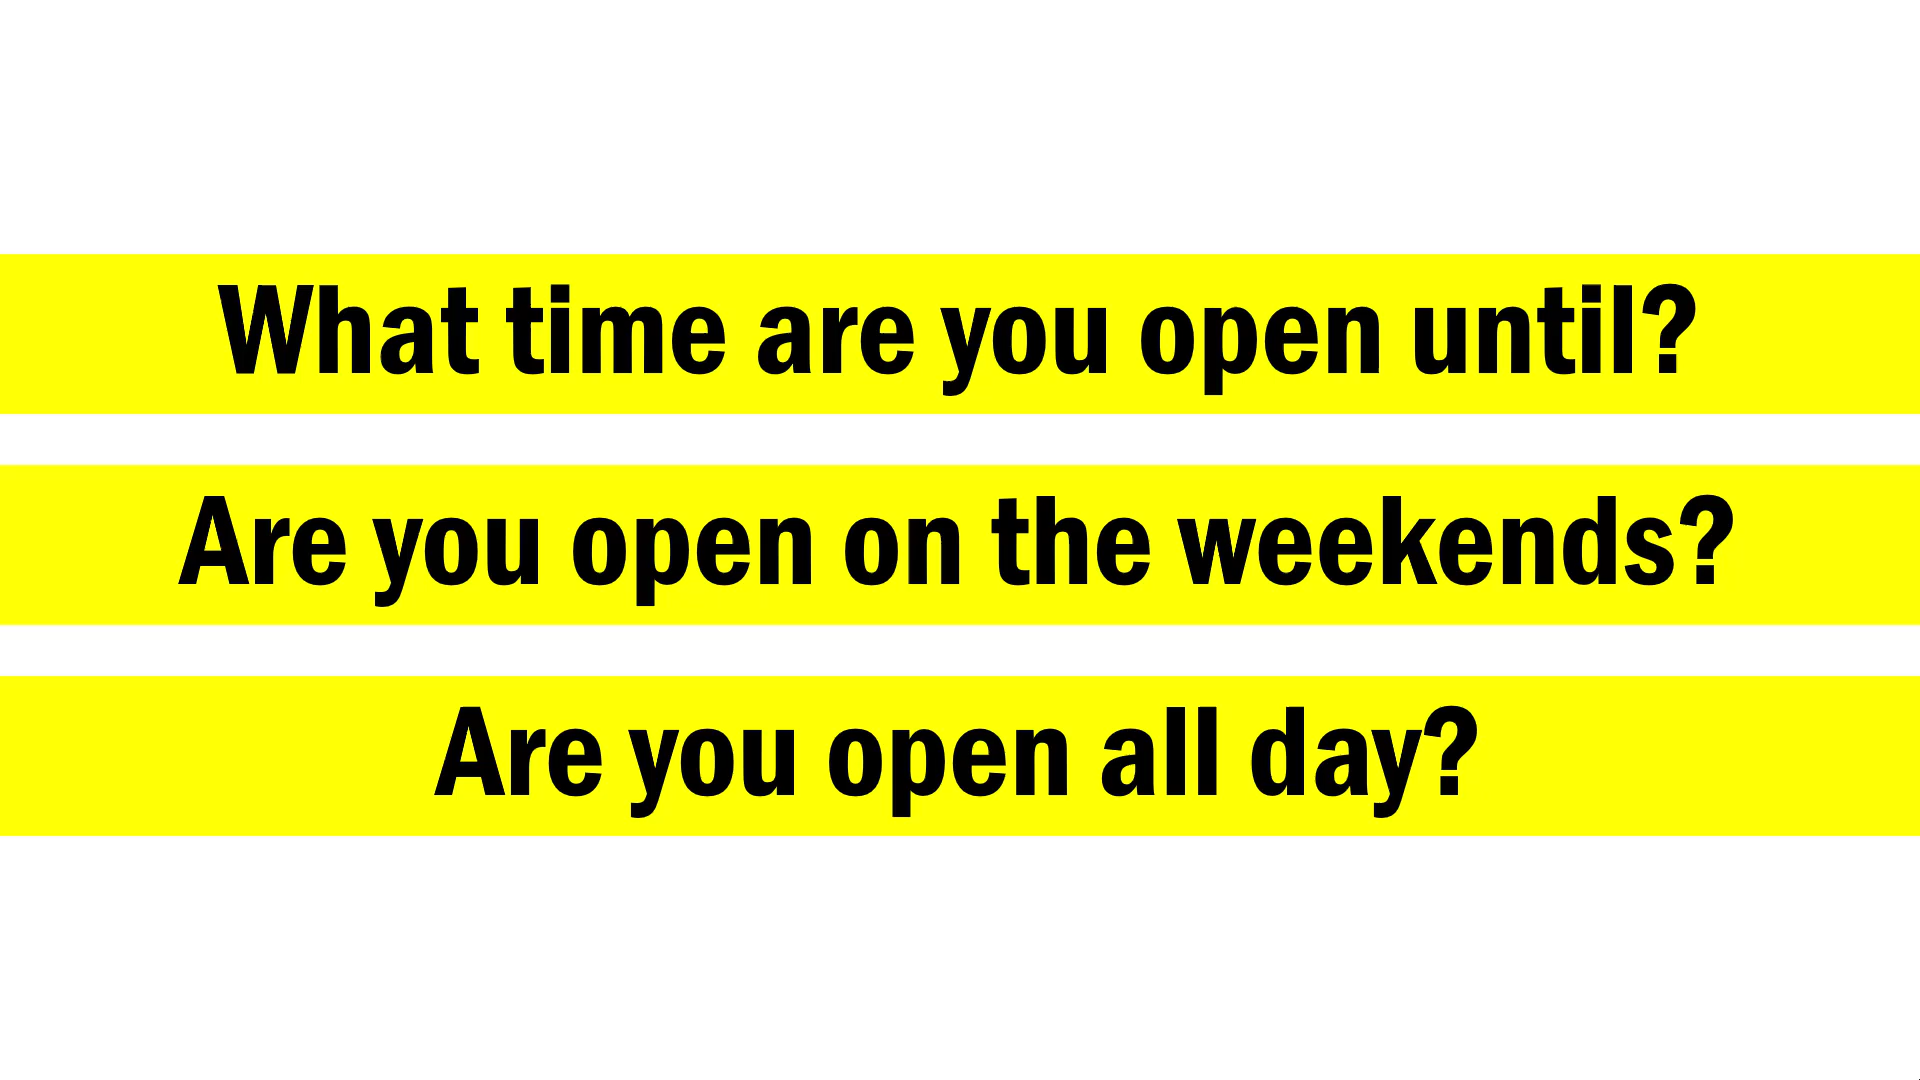 What time are you open until?
Are you open on the weekends?
Are you open all day?